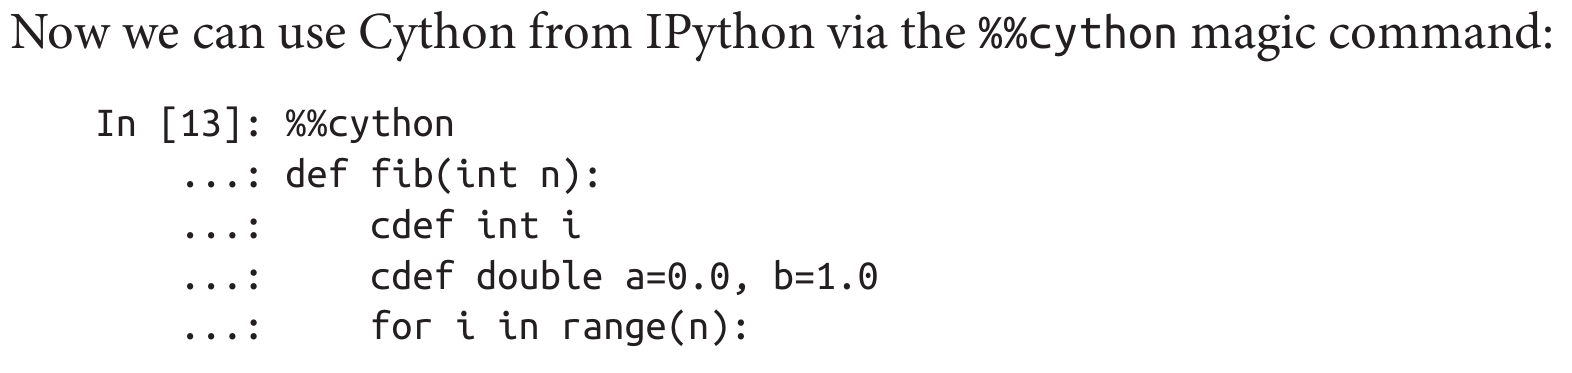 Now we can use Cython from IPython via the %%cython magic command:
In [13]: %%cython
    ...: def fib(int n):
    ...:     cdef int i
    ...:     cdef double a=0.0, b=1.0
    ...:     for i in range(n):